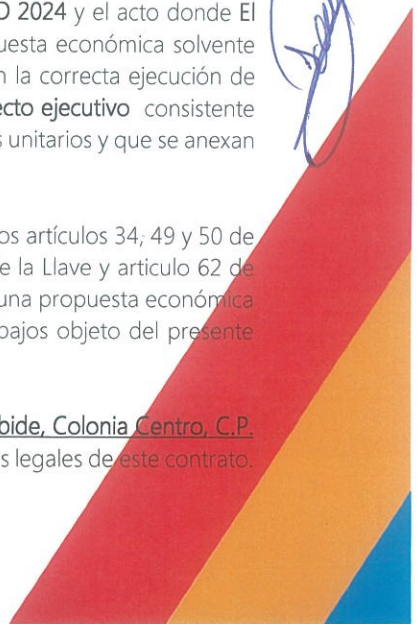 O 2024 y el acto donde El
uesta económica solvente
n la correcta ejecución de
ecto ejecutivo consistente
s unitarios y que se anexan
os artículos 34, 49 y 50 de
e la Llave y articulo 62 de
una propuesta económica
bajos objeto del presente
bide, Colonia Centro, C.P.
s legales de este contrato.